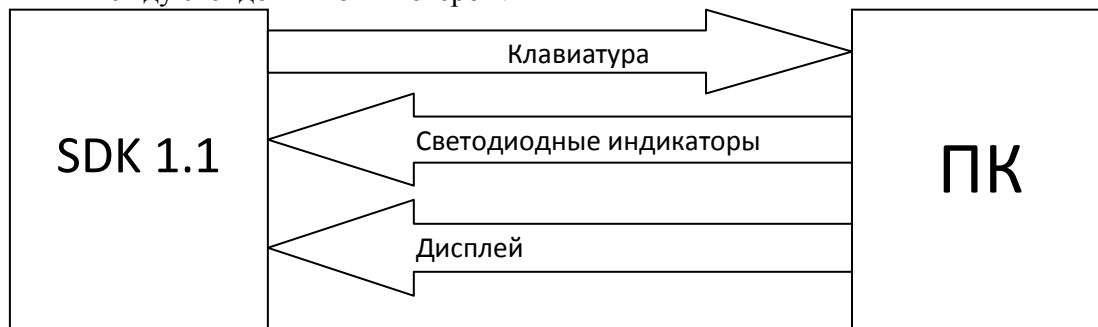 Клавиатура
SDK 1.1
Светодиодные индикаторы
ПК
Дисплей